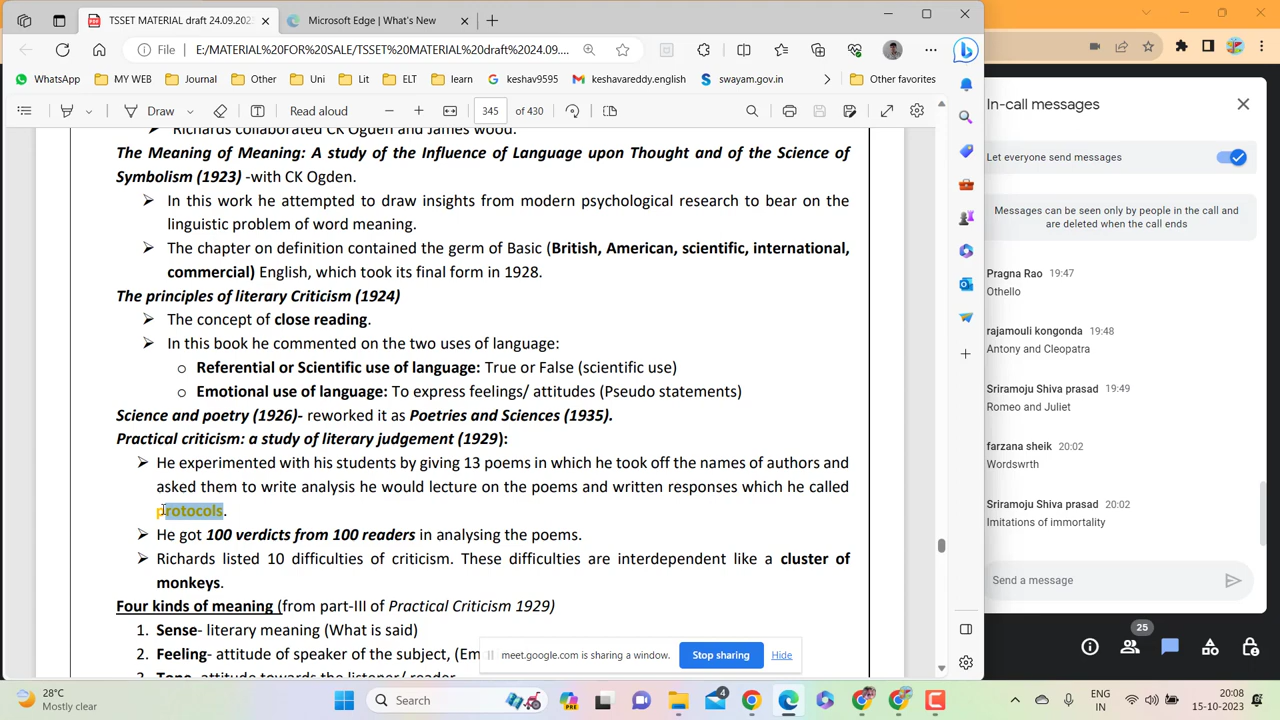 TSSET MATERIAL draft 24.09.202
Microsoft Edge | What's New
File
E:/MATERIAL%20FOR%20SALE/TSSET%20MATERIAL%20draft%2024.09....
WhatsApp
MY WEB
Journal
Other
Uni
Lit
ELT
learn
keshav9595
keshavareddy.english
swayam.gov.in
Other favorites
Draw
Read aloud
345
of 430
Richards collaborated CK Ogden and James wood.
The Meaning of Meaning: A study of the Influence of Language upon Thought and of the Science of
Symbolism (1923) -with CK Ogden.
In this work he attempted to draw insights from modern psychological research to bear on the
linguistic problem of word meaning.
The chapter on definition contained the germ of Basic (British, American, scientific, international,
commercial) English, which took its final form in 1928.
The principles of literary Criticism (1924)
The concept of close reading.
In this book he commented on the two uses of language:
Referential or Scientific use of language: True or False (scientific use)
Emotional use of language: To express feelings/ attitudes (Pseudo statements)
Science and poetry (1926)- reworked it as Poetries and Sciences (1935).
Practical criticism: a study of literary judgement (1929):
He experimented with his students by giving 13 poems in which he took off the names of authors and
asked them to write analysis he would lecture on the poems and written responses which he called
protocols.
He got 100 verdicts from 100 readers in analysing the poems.
Richards listed 10 difficulties of criticism. These difficulties are interdependent like a cluster of
monkeys.
Four kinds of meaning (from part-III of Practical Criticism 1929)
1. Sense- literary meaning (What is said)
2. Feeling- attitude of speaker of the subject, (Em
Tone- attitude towards the listener/ reader
meet.google.com is sharing a window.
Stop sharing
Hide
In-call messages
Let everyone send messages
Messages can be seen only by people in the call and
are deleted when the call ends
Pragna Rao 19:47
Othello
rajamouli kongonda 19:48
Antony and Cleopatra
Sriramoju Shiva prasad 19:49
Romeo and Juliet
farzana sheik 20:02
Wordswrth
Sriramoju Shiva prasad 20:02
Imitations of immortality
Send a message
25
28°C
Mostly clear
Search
PRE
4
ENG
IN
20:08
15-10-2023